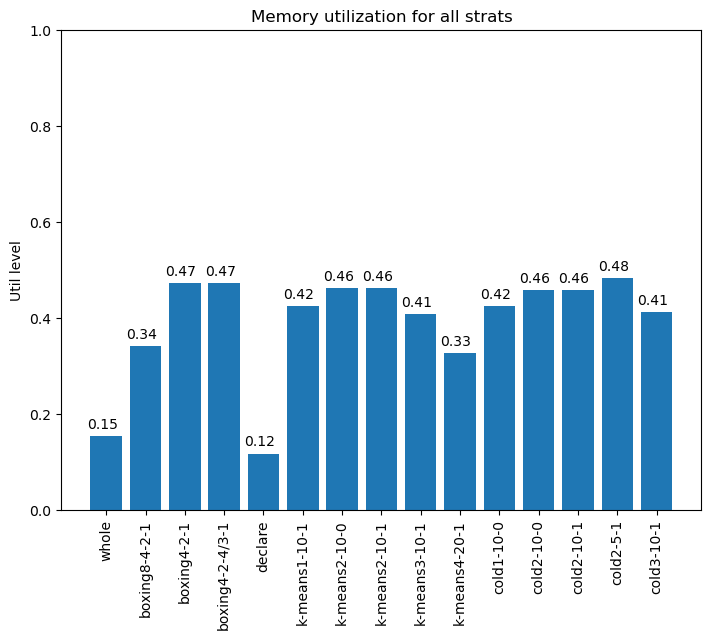 Memory utilization for all strats
1.0
0.8
0.6
0.4
0.2
0.0
Util level
0.15
0.34
0.47
0.47
0.12
0.42
0.46
0.46
0.41
0.33
0.42
0.46
0.46
0.48
0.41
whole
boxing8-4-2-1
boxing4-2-1
boxing4-2-4/3-1
declare
k-means1-10-1
k-means2-10-0
k-means2-10-1
k-means3-10-1
k-means4-20-1
cold1-10-0
cold2-10-0
cold2-10-1
cold2-5-1
cold3-10-1